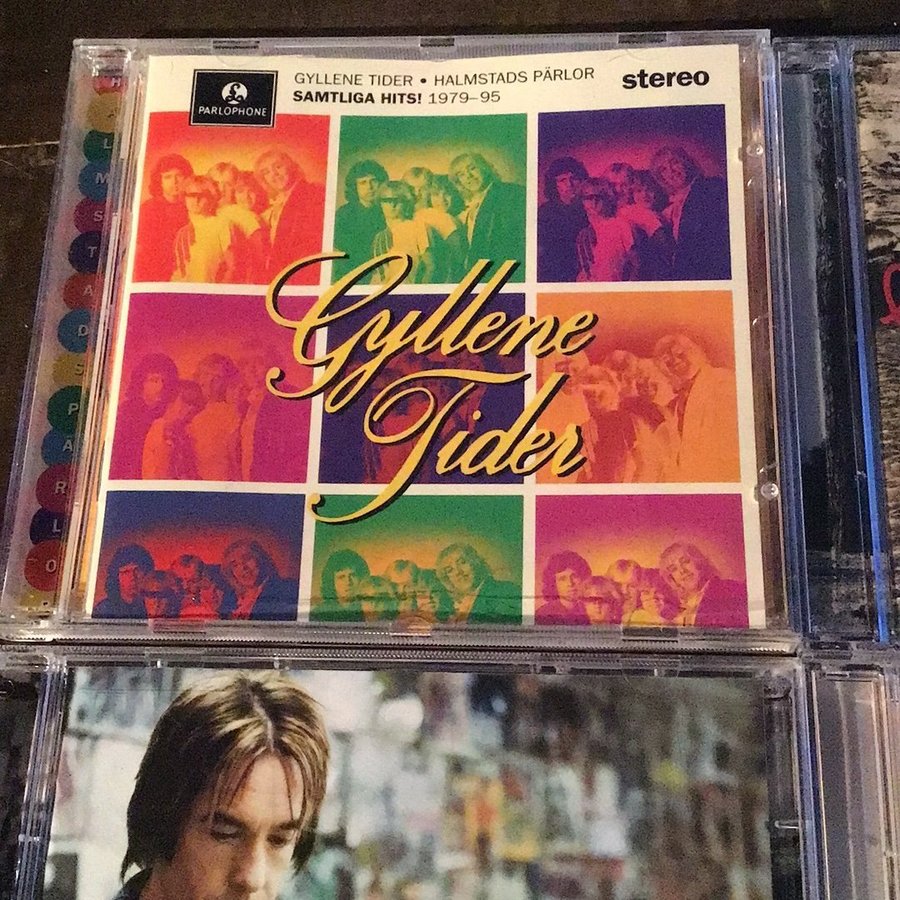 GYLLENE TIDER • HALMSTADS PÄRLOR
SAMTLIGA HITS! 1979–95
stereo
PARLOPHONE
Gyllene
Tider
H
A
L
M
S
T
A
D
S
P
Ä
R
L
O